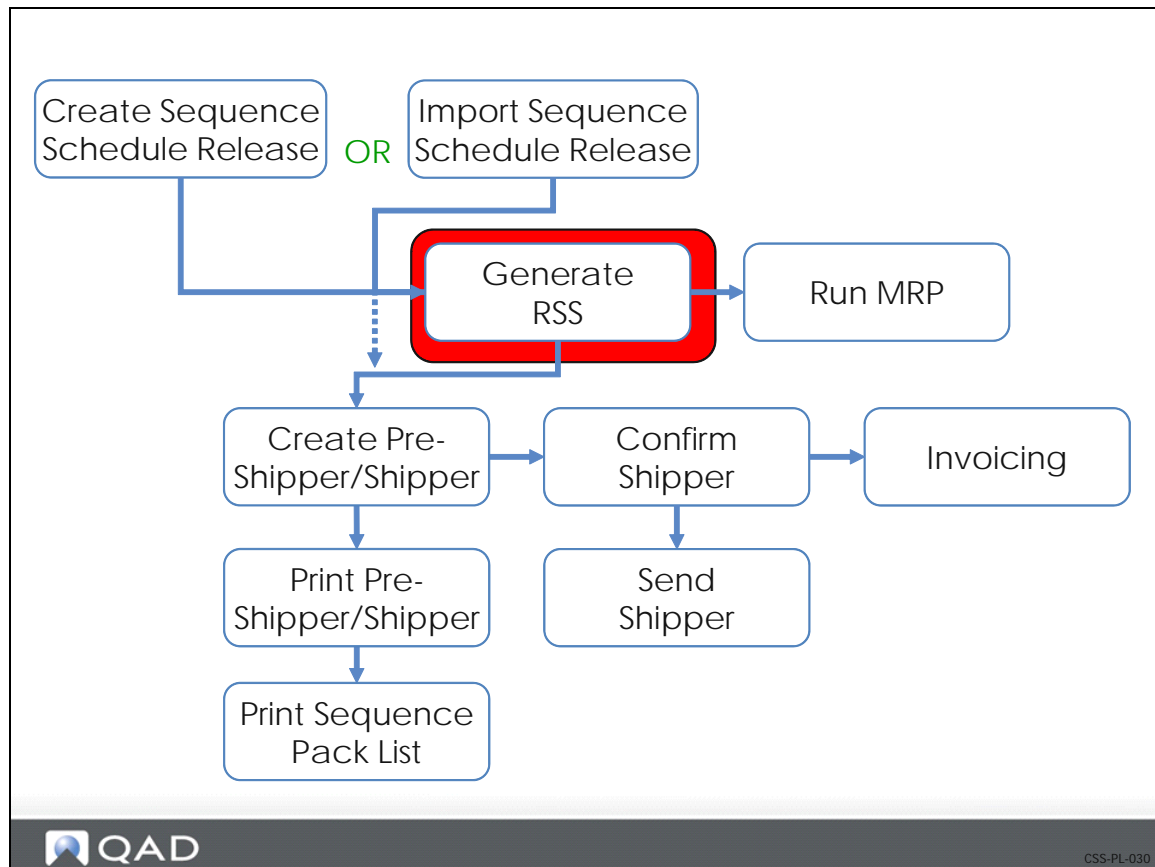 Create Sequence
Schedule Release
OR
Import Sequence
Schedule Release
Generate
RSS
Run MRP
Create Pre-
Shipper/Shipper
Confirm
Shipper
Invoicing
Print Pre-
Shipper/Shipper
Send
Shipper
Print Sequence
Pack List
QAD
CSS-PL-030